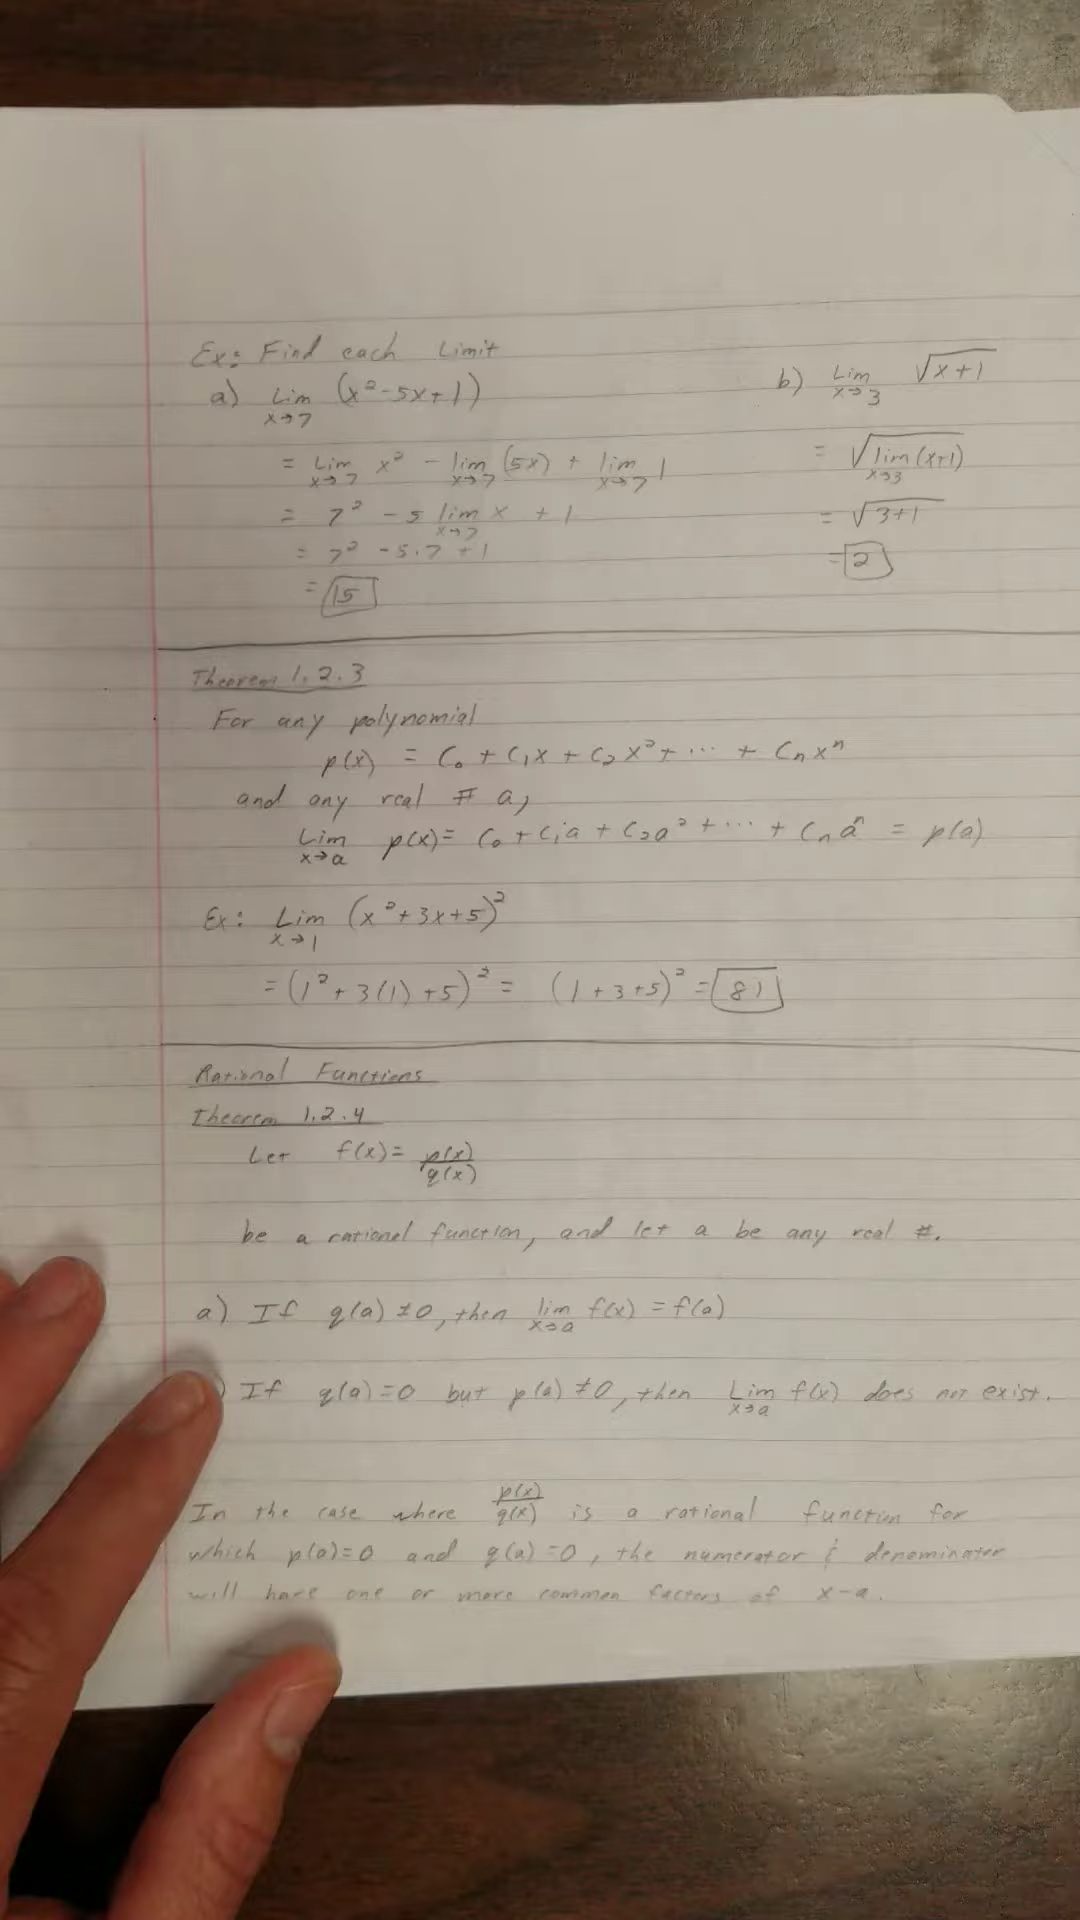 Ex: Find each Limit
a) Lim x→7 (x²-5x+1)
= Lim x→7 x² - lim x→7 (5x) + lim x→7 1
= 7² - 5 lim x→7 x + 1
= 7² - 5·7 + 1
= 15
b) Lim x→3 √(x+1)
= √(lim x→3 (x+1))
= √(3+1)
= 2
Theorem 1.2.3
For any polynomial
p(x) = C₀ + C₁x + C₂x² + ... + Cₙxⁿ
and any real # a,
Lim x→a p(x) = C₀ + C₁a + C₂a² + ... + Cₙaⁿ = p(a)
Ex: Lim x→1 (x²+3x+5)²
= (1²+3(1)+5)² = (1+3+5)² = 81
Rational Functions
Theorem 1.2.4
Let f(x) = p(x)/q(x)
be a rational function, and let a be any real #.
a) If q(a) ≠ 0, then lim x→a f(x) = f(a)
) If q(a) = 0 but p(a) ≠ 0, then Lim x→a f(x) does not exist.
In the case where p(x)/q(x) is a rational function for
which p(a)=0 and q(a)=0, the numerator & denominator
will have one or more common factors of x-a.